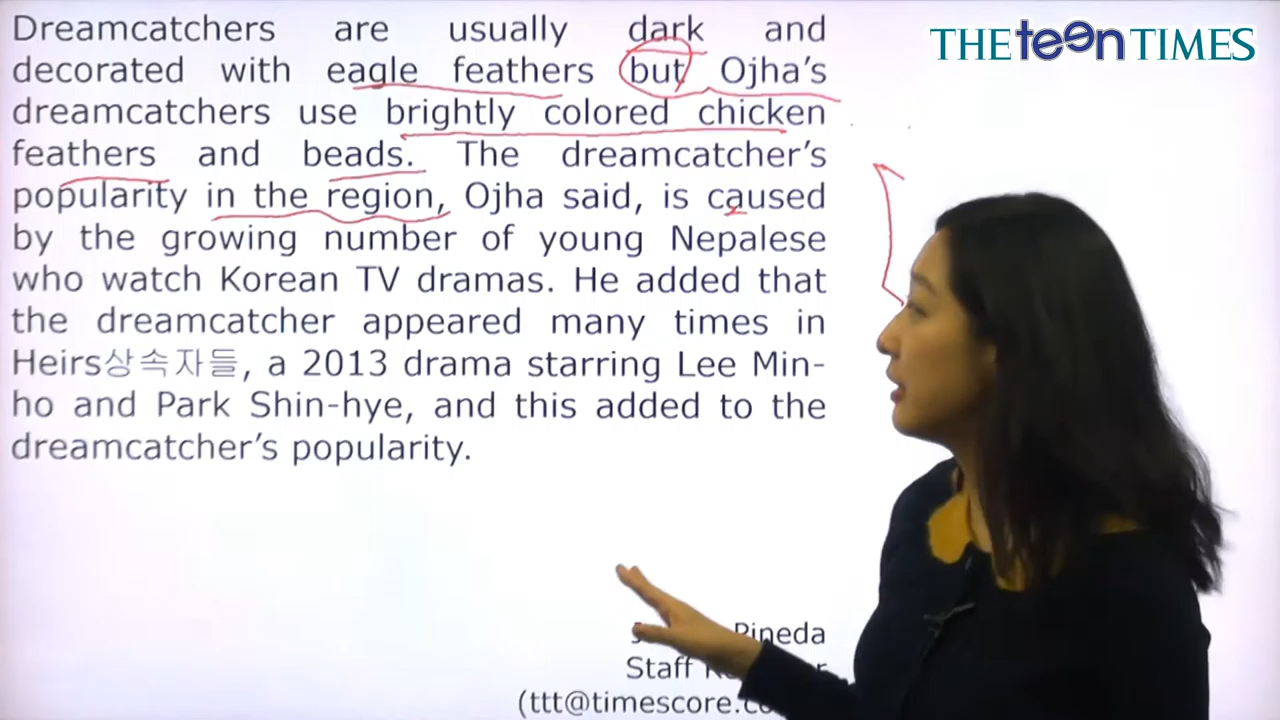 Dreamcatchers are usually dark and
decorated with eagle feathers but Ojha's
dreamcatchers use brightly colored chicken
feathers and beads. The dreamcatcher's
popularity in the region, Ojha said, is caused
by the growing number of young Nepalese
who watch Korean TV dramas. He added that
the dreamcatcher appeared many times in
Heirs상속자들, a 2013 drama starring Lee Min-
ho and Park Shin-hye, and this added to the
dreamcatcher's popularity.
Pineda
Staff
(ttt@timescore.co
THE teen TIMES